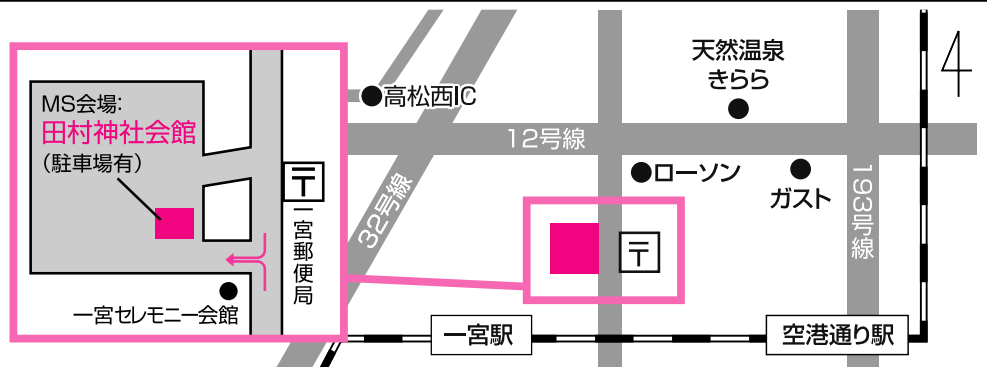 MS会場:
田村神社会館
(駐車場有)
〒
一宮郵便局
一宮セレモニー会館
高松西IC
天然温泉
きらら
12号線
ローソン
ガスト
32号線
193号線
〒
一宮駅
空港通り駅